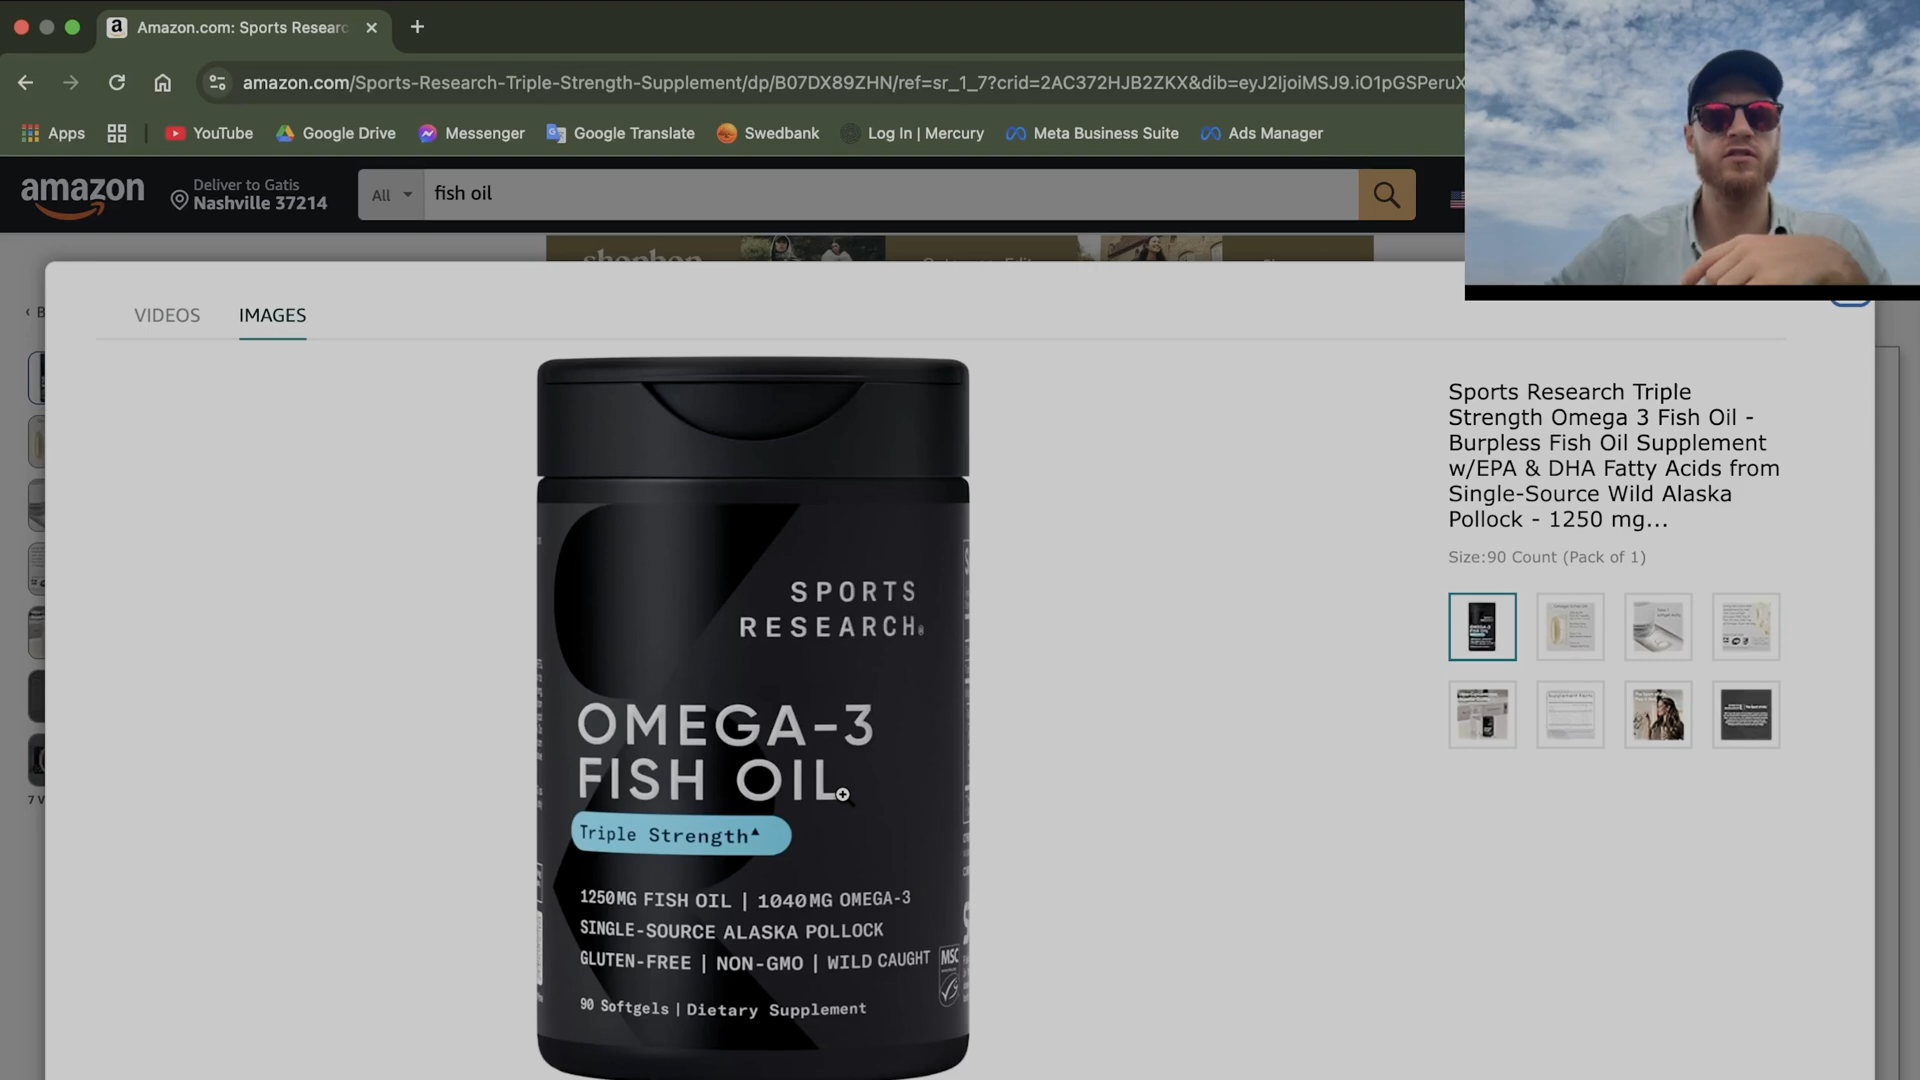 Amazon.com: Sports Researc
amazon.com/Sports-Research-Triple-Strength-Supplement/dp/B07DX89ZHN/ref=sr_1_7?crid=2AC372HJB2ZKX&dib=eyJ2IjoiMSJ9.iO1pGSPeruX
Apps
YouTube
Google Drive
Messenger
Google Translate
Swedbank
Log In | Mercury
Meta Business Suite
Ads Manager
amazon
Deliver to Gatis
Nashville 37214
All
fish oil
shopbop
VIDEOS
IMAGES
SPORTS
RESEARCH®
OMEGA-3
FISH OIL
Triple Strength▲
1250MG FISH OIL | 1040MG OMEGA-3
SINGLE-SOURCE ALASKA POLLOCK
GLUTEN-FREE | NON-GMO | WILD CAUGHT
MSC
90 Softgels | Dietary Supplement
Sports Research Triple
Strength Omega 3 Fish Oil -
Burpless Fish Oil Supplement
w/EPA & DHA Fatty Acids from
Single-Source Wild Alaska
Pollock - 1250 mg...
Size:90 Count (Pack of 1)
7 V